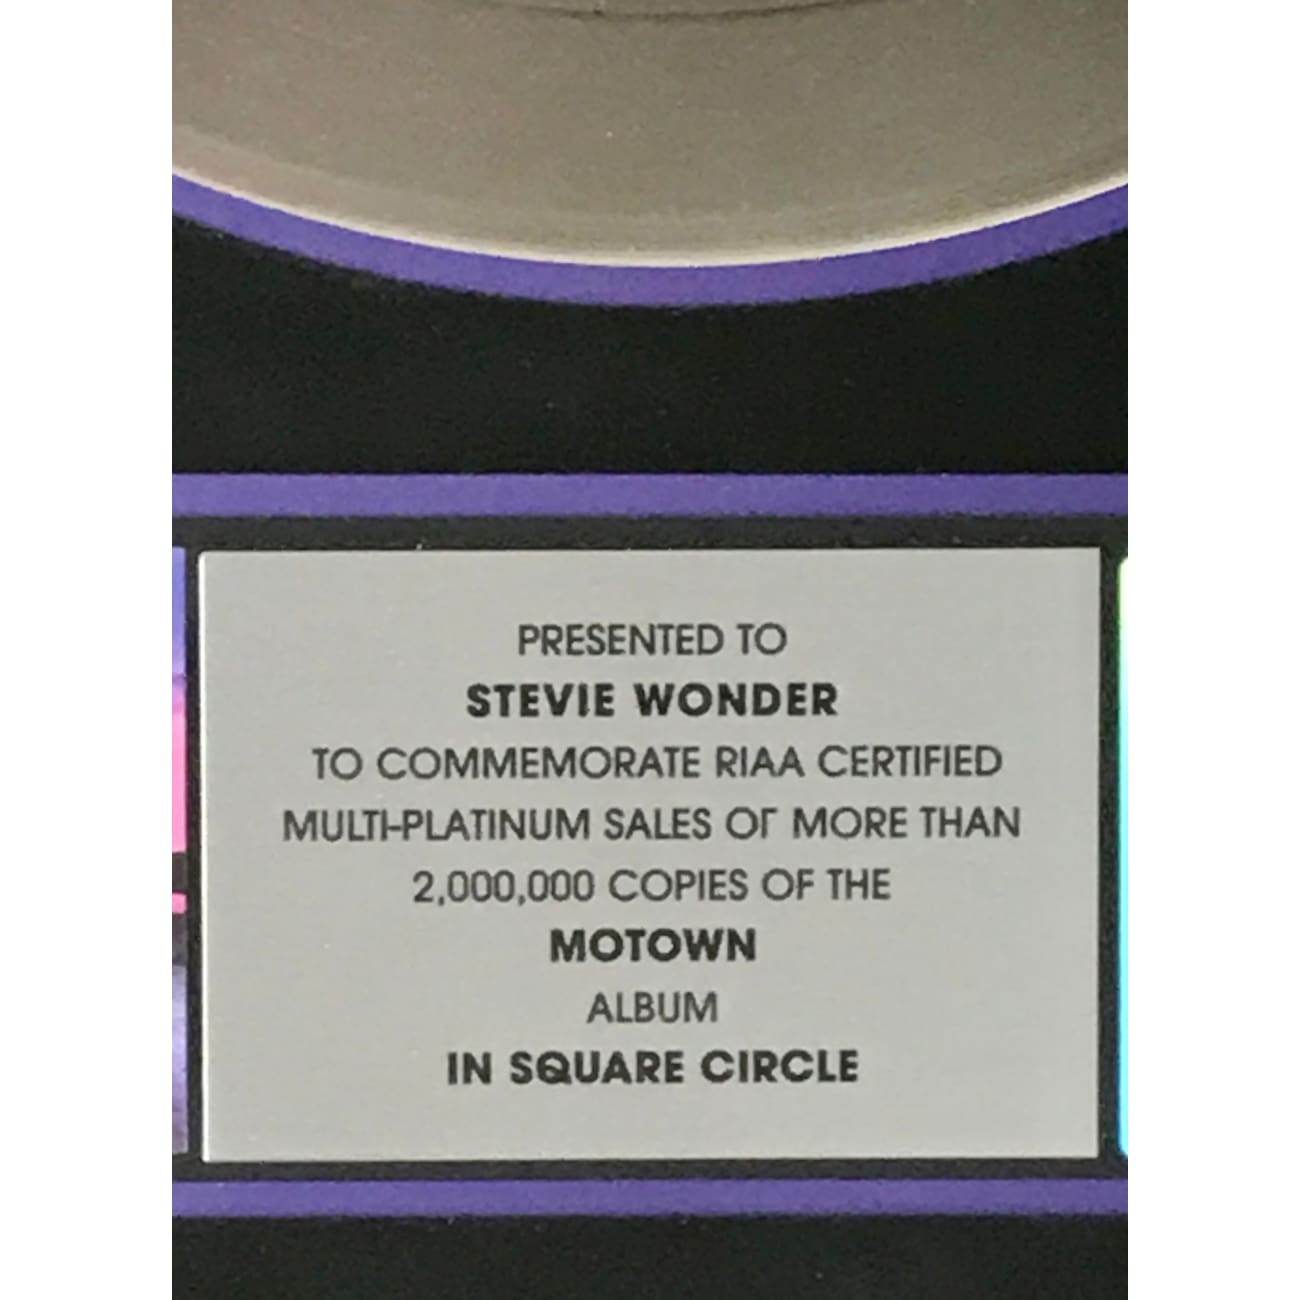 PRESENTED TO
STEVIE WONDER
TO COMMEMORATE RIAA CERTIFIED
MULTI-PLATINUM SALES OF MORE THAN
2,000,000 COPIES OF THE
MOTOWN
ALBUM
IN SQUARE CIRCLE